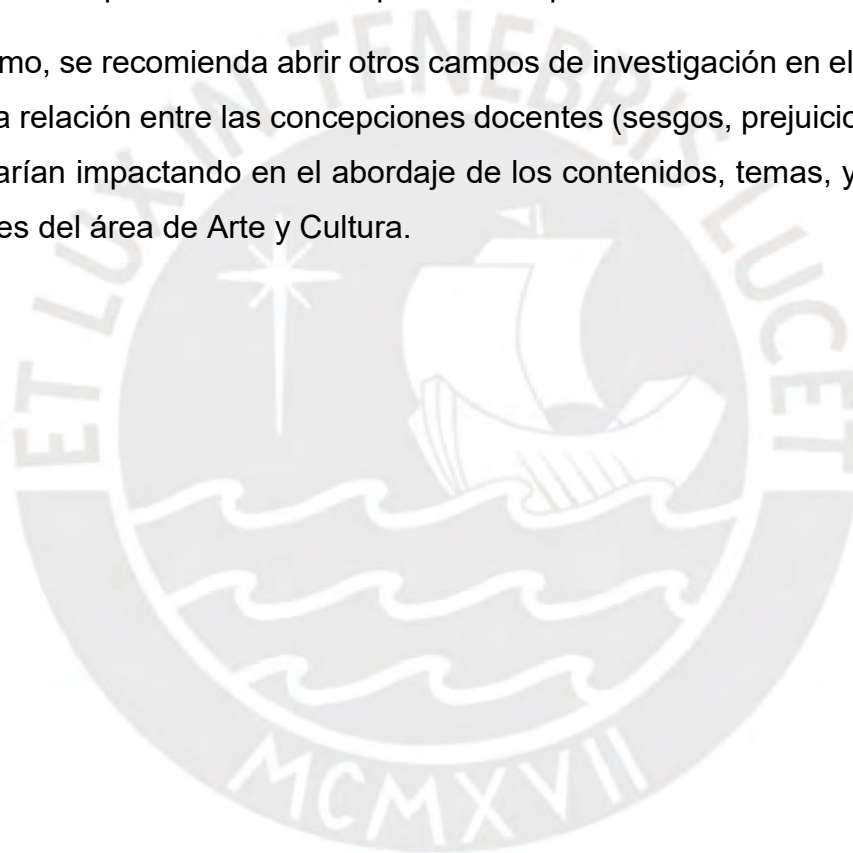 mo, se recomienda abrir otros campos de investigación en el
a relación entre las concepciones docentes (sesgos, prejuicio
arían impactando en el abordaje de los contenidos, temas, y
es del área de Arte y Cultura.
ET LUX IN TENEBRIS LUCET
MCMXVII